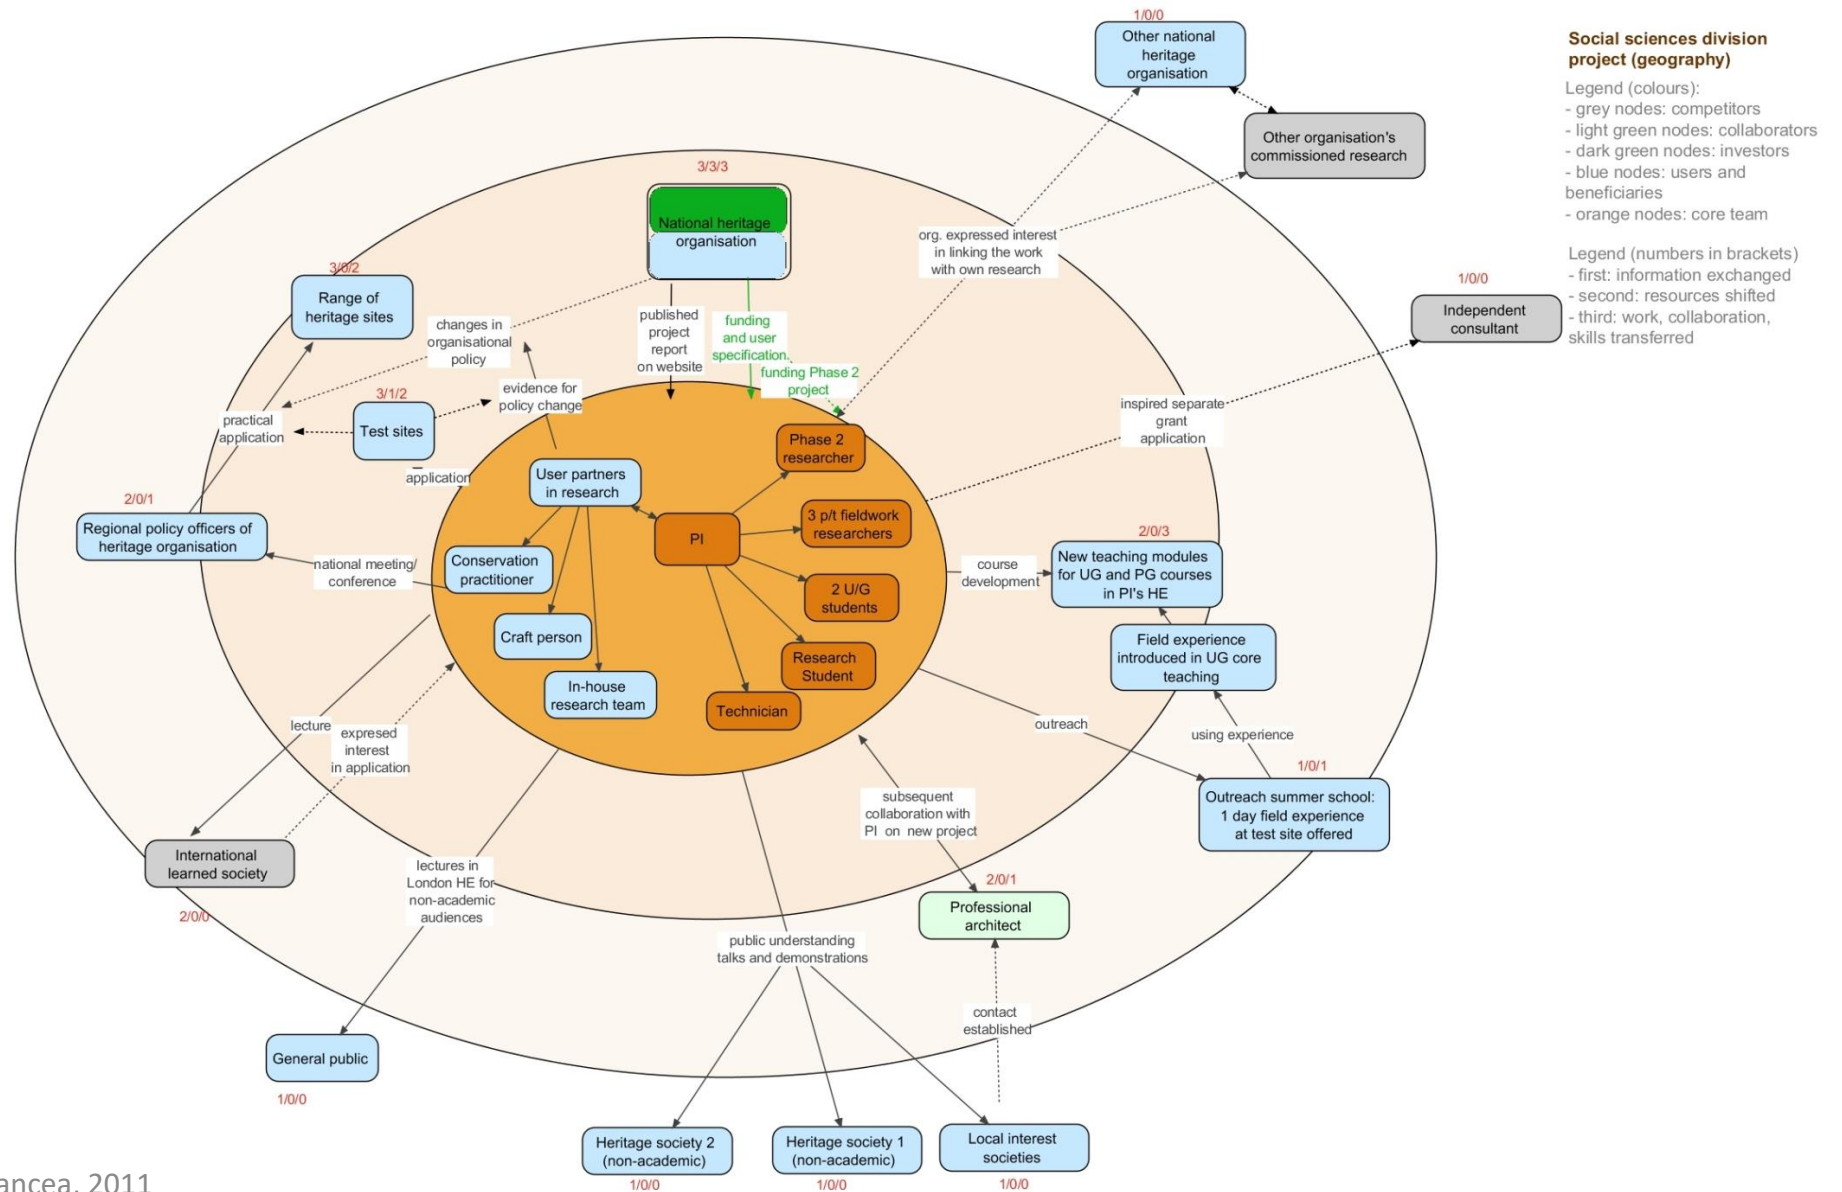 1/0/0
Other national
heritage
organisation
Social sciences division
project (geography)
Legend (colours):
- grey nodes: competitors
- light green nodes: collaborators
- dark green nodes: investors
- blue nodes: users and
beneficiaries
- orange nodes: core team
Legend (numbers in brackets)
- first: information exchanged
- second: resources shifted
- third: work, collaboration,
skills transferred
Other organisation's
commissioned research
3/3/3
National heritage
organisation
org. expressed interest
in linking the work
with own research
3/0/2
Range of
heritage sites
1/0/0
Independent
consultant
changes in
organisational
policy
published
project
report
on website
funding
and user
specification.
funding Phase 2
project
evidence for
policy change
3/1/2
Test sites
practical
application
application
inspired separate
grant
application
Phase 2
researcher
User partners
in research
PI
3 p/t fieldwork
researchers
2/0/1
Regional policy officers of
heritage organisation
national meeting/
conference
Conservation
practitioner
2 U/G
students
course
development
2/0/3
New teaching modules
for UG and PG courses
in PI's HE
Craft person
Research
Student
Field experience
introduced in UG core
teaching
In-house
research team
Technician
lecture
expresed
interest
in application
outreach
using experience
1/0/1
Outreach summer school:
1 day field experience
at test site offered
subsequent
collaboration with
PI on new project
International
learned society
2/0/0
lectures in
London HE for
non-academic
audiences
2/0/1
Professional
architect
public understanding
talks and demonstrations
contact
established
General public
1/0/0
Heritage society 2
(non-academic)
1/0/0
Heritage society 1
(non-academic)
1/0/0
Local interest
societies
1/0/0
ancea, 2011